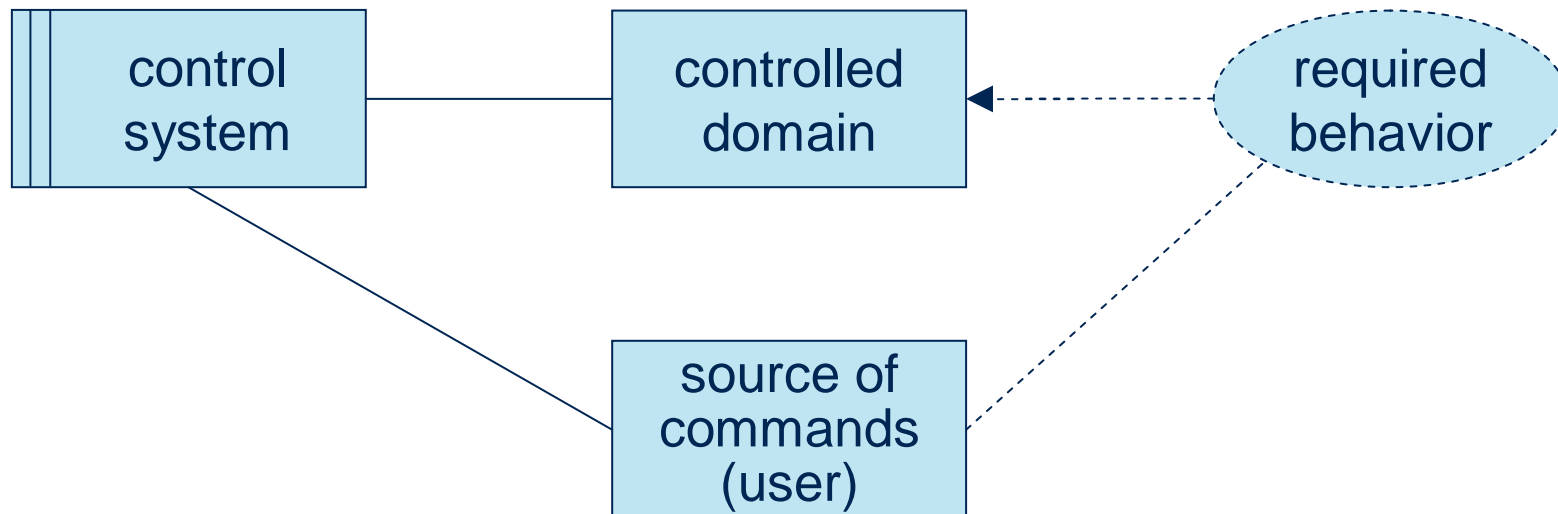 control
system
controlled
domain
required
behavior
source of
commands
(user)